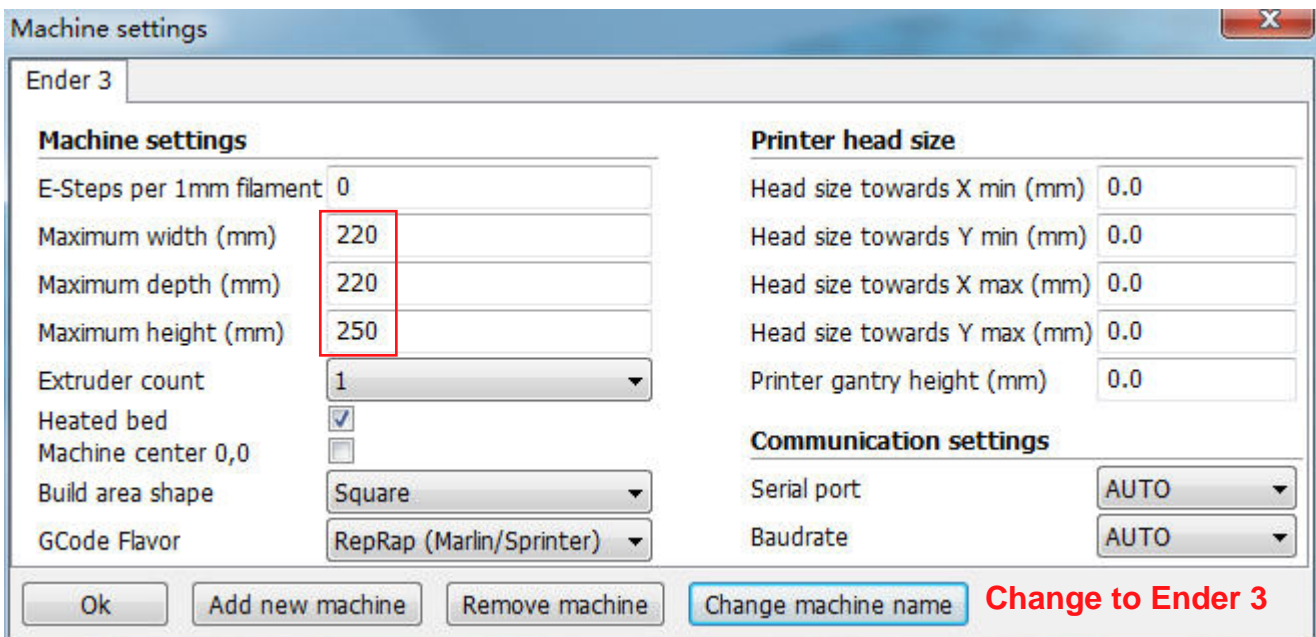 Machine settings
Ender 3
Machine settings
E-Steps per 1mm filament 0
Maximum width (mm) 220
Maximum depth (mm) 220
Maximum height (mm) 250
Extruder count 1
Heated bed
Machine center 0,0
Build area shape Square
GCode Flavor RepRap (Marlin/Sprinter)
Printer head size
Head size towards X min (mm) 0.0
Head size towards Y min (mm) 0.0
Head size towards X max (mm) 0.0
Head size towards Y max (mm) 0.0
Printer gantry height (mm) 0.0
Communication settings
Serial port AUTO
Baudrate AUTO
Ok Add new machine Remove machine Change machine name Change to Ender 3